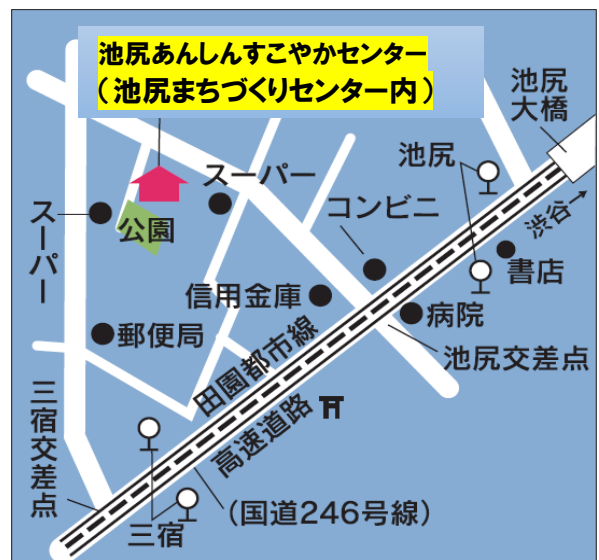 池尻あんしんすこやかセンター
(池尻まちづくりセンター内)
池尻
大橋
池尻
スーパー
スーパー
コンビニ
渋谷→
公園
書店
信用金庫
病院
郵便局
田園都市線
池尻交差点
高速道路
三宿交差点
三宿
(国道246号線)